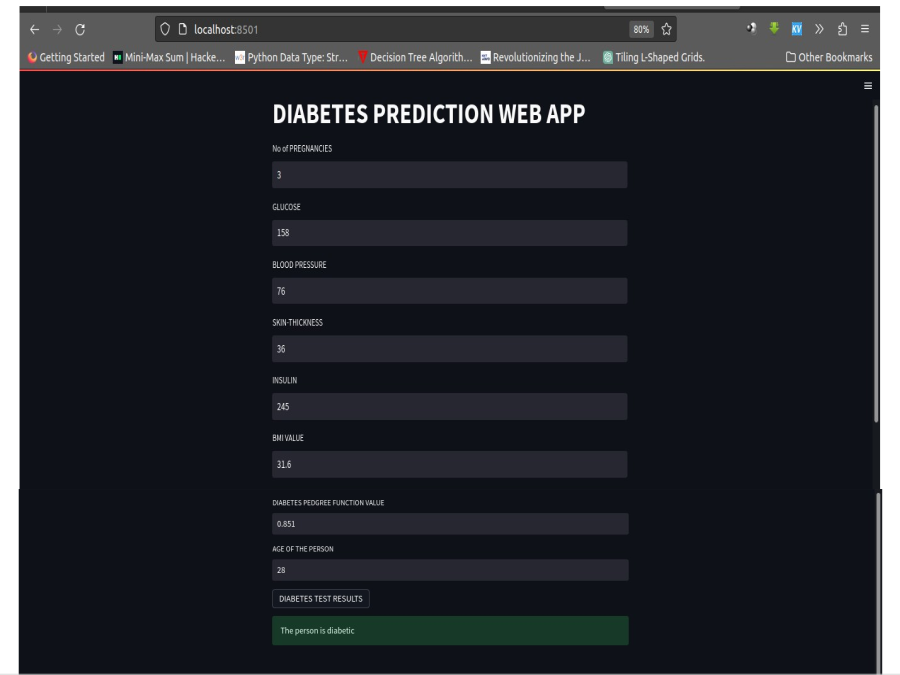 localhost:8501
80%
Getting Started
Mini-Max Sum | Hacke...
Python Data Type: Str...
Decision Tree Algorith...
Revolutionizing the J...
Tiling L-Shaped Grids.
Other Bookmarks
DIABETES PREDICTION WEB APP
No of PREGNANCIES
3
GLUCOSE
158
BLOOD PRESSURE
76
SKIN-THICKNESS
36
INSULIN
245
BMI VALUE
31.6
DIABETES PEDGREE FUNCTION VALUE
0.851
AGE OF THE PERSON
28
DIABETES TEST RESULTS
The person is diabetic